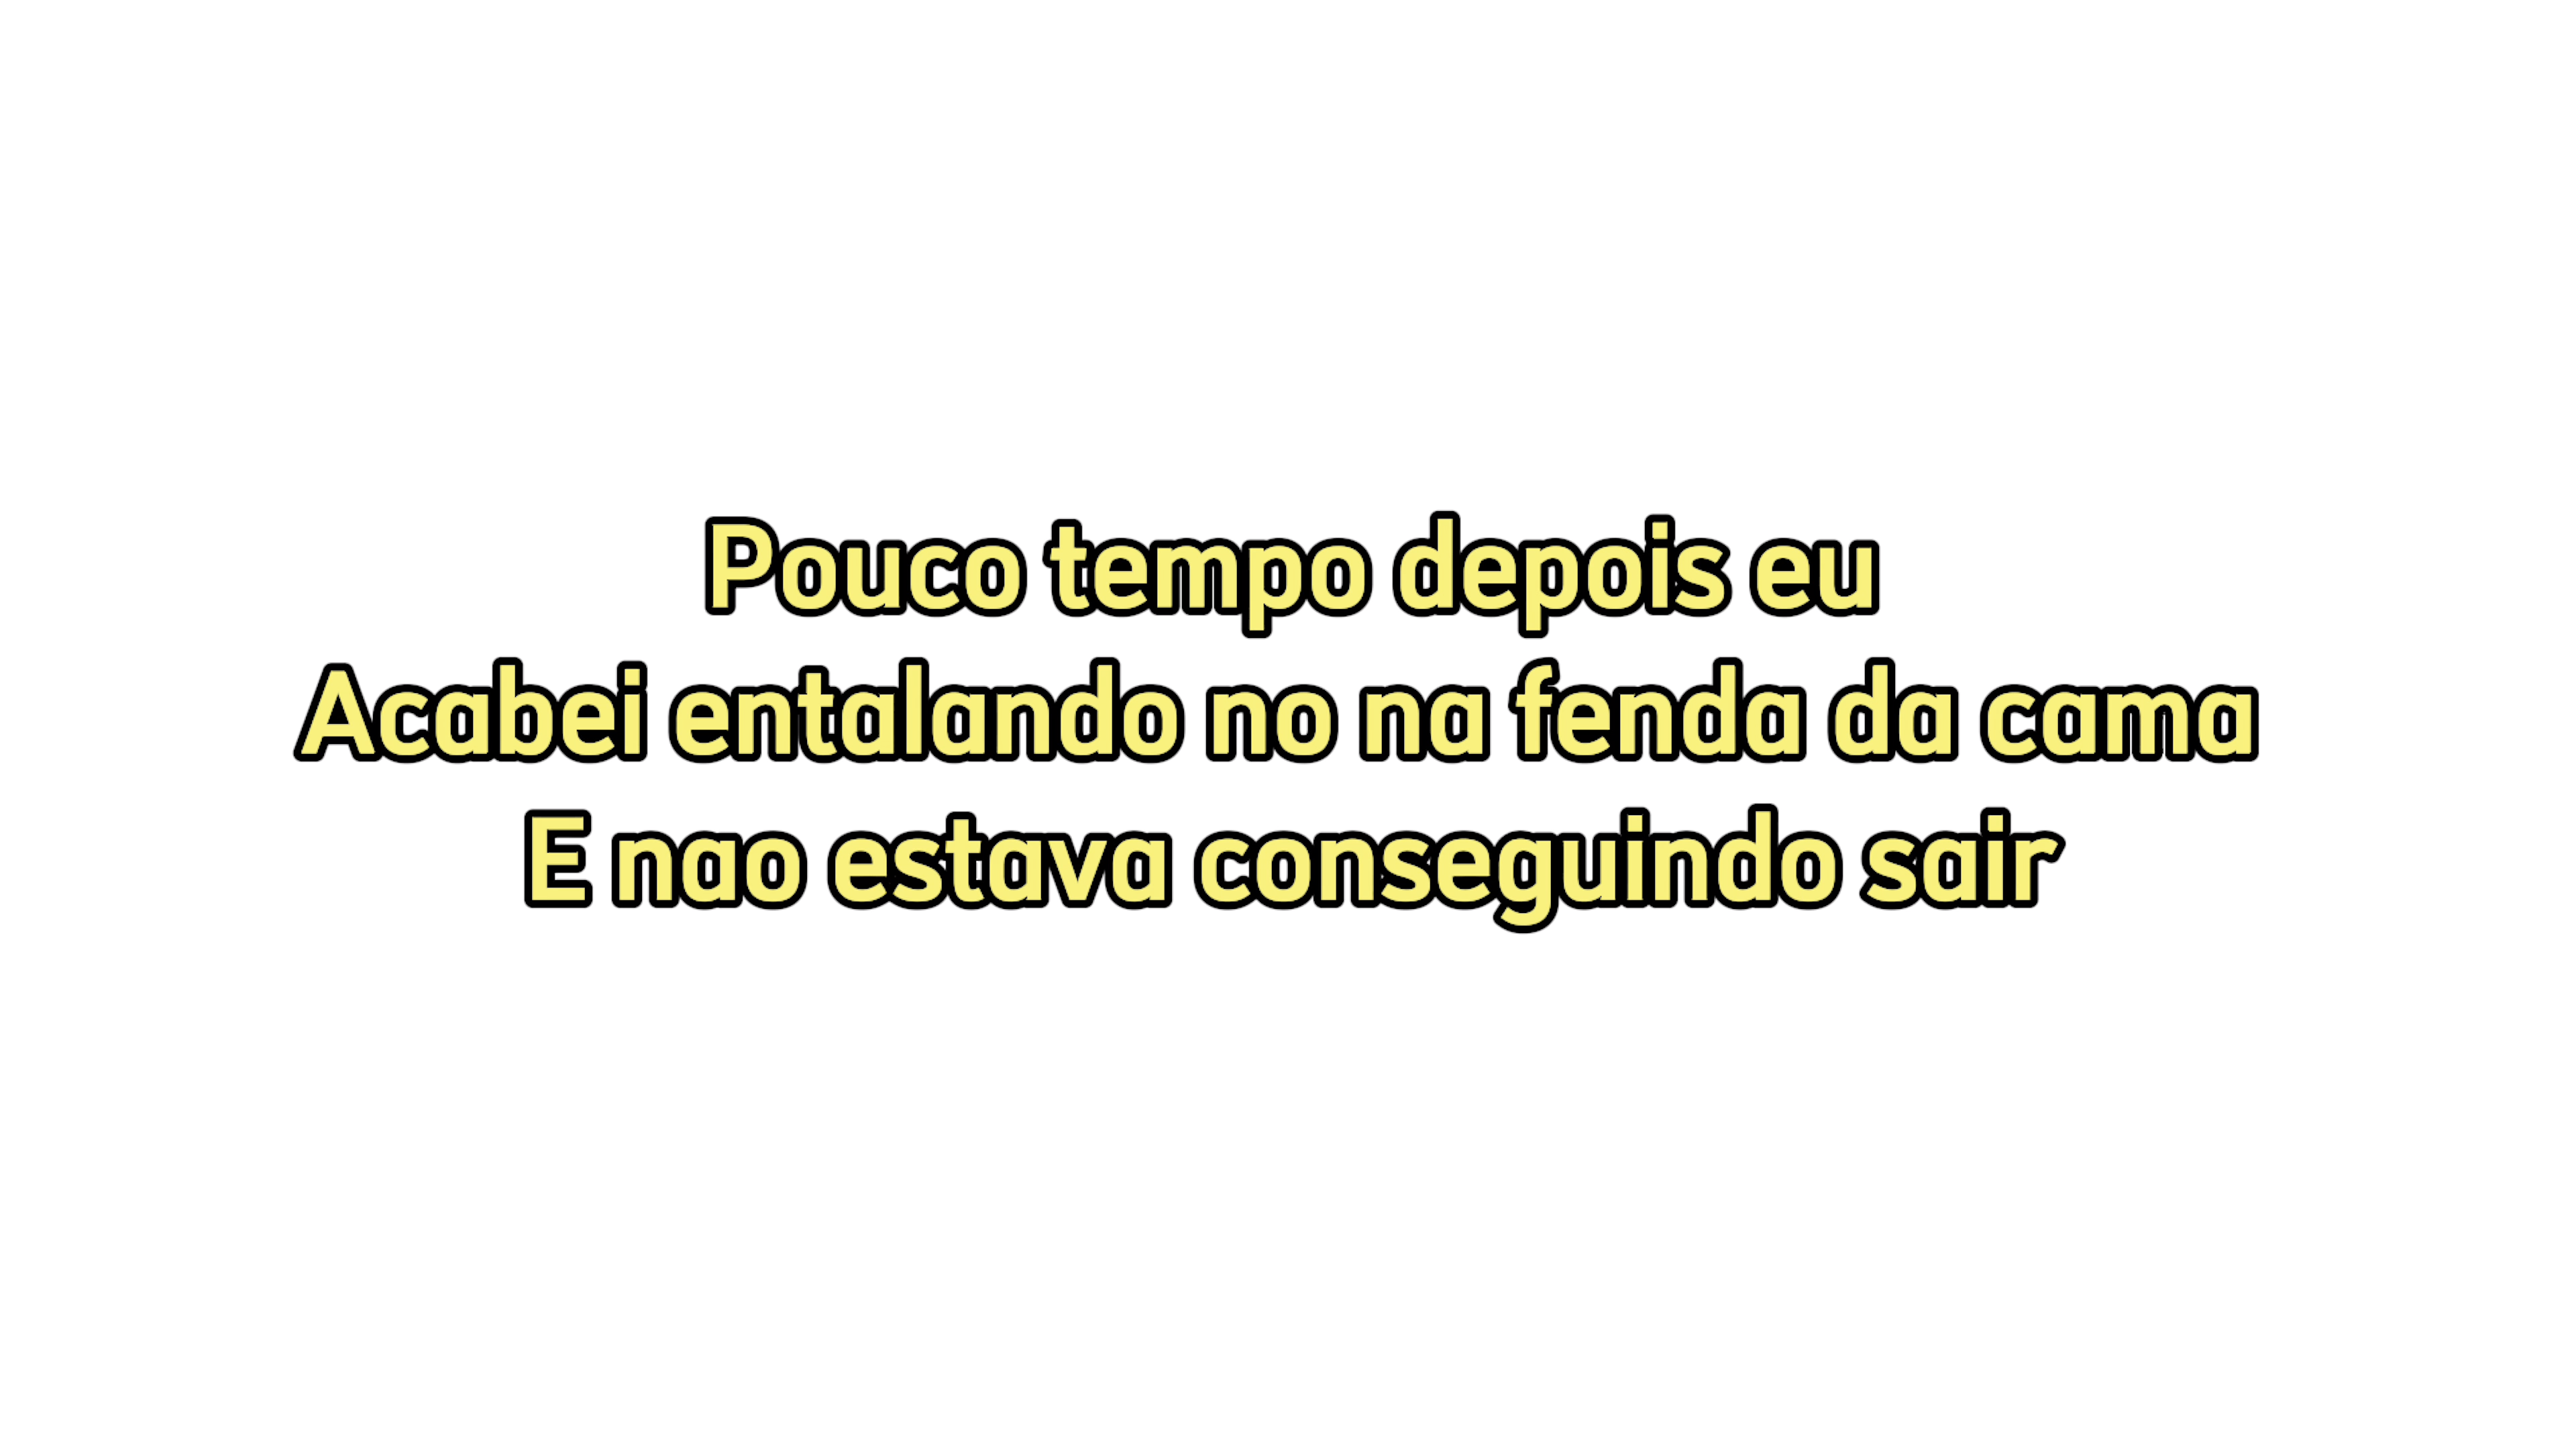 Pouco tempo depois eu
Acabei entalando no na fenda da cama
E nao estava conseguindo sair